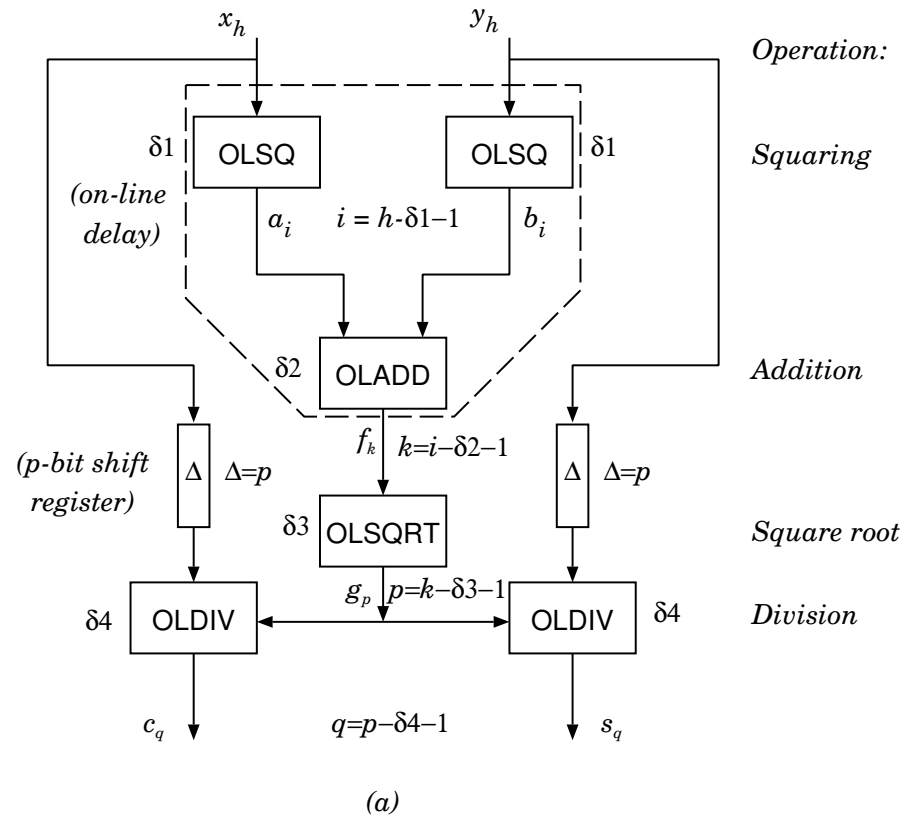 x_h
y_h
Operation:
δ1
OLSQ
OLSQ
δ1
Squaring
(on-line
delay)
a_i
i = h-δ1−1
b_i
δ2
OLADD
Addition
f_k
k=i−δ2−1
(p-bit shift
register)
Δ
Δ=p
Δ
Δ=p
δ3
OLSQRT
Square root
g_p
p=k−δ3−1
δ4
OLDIV
OLDIV
δ4
Division
c_q
q=p−δ4−1
s_q
(a)